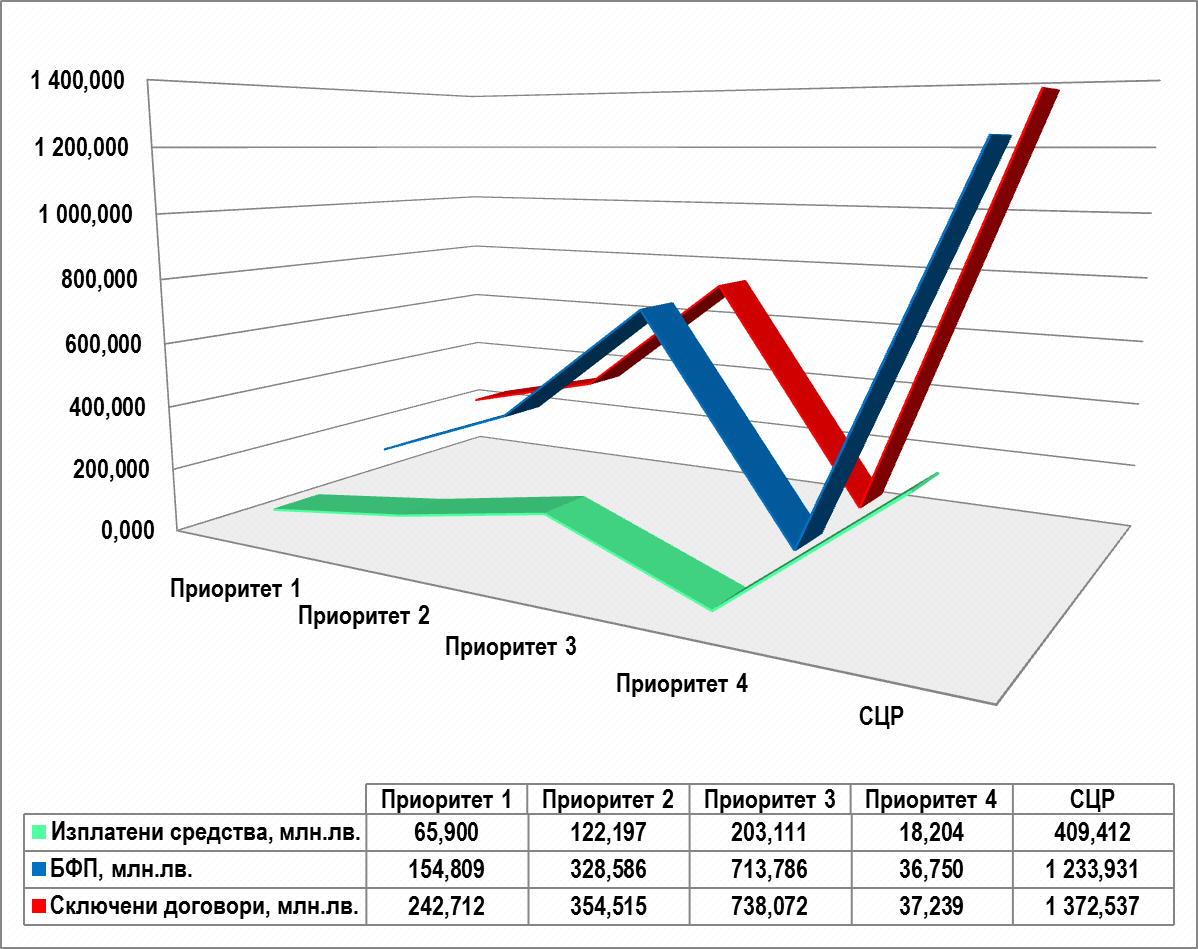 1 400,000
1 200,000
1 000,000
800,000
600,000
400,000
200,000
0,000
Приоритет 1
Приоритет 2
Приоритет 3
Приоритет 4
СЦР
Приоритет 1 Приоритет 2 Приоритет 3 Приоритет 4 СЦР
Изплатени средства, млн.лв. 65,900 122,197 203,111 18,204 409,412
БФП, млн.лв. 154,809 328,586 713,786 36,750 1 233,931
Сключени договори, млн.лв. 242,712 354,515 738,072 37,239 1 372,537